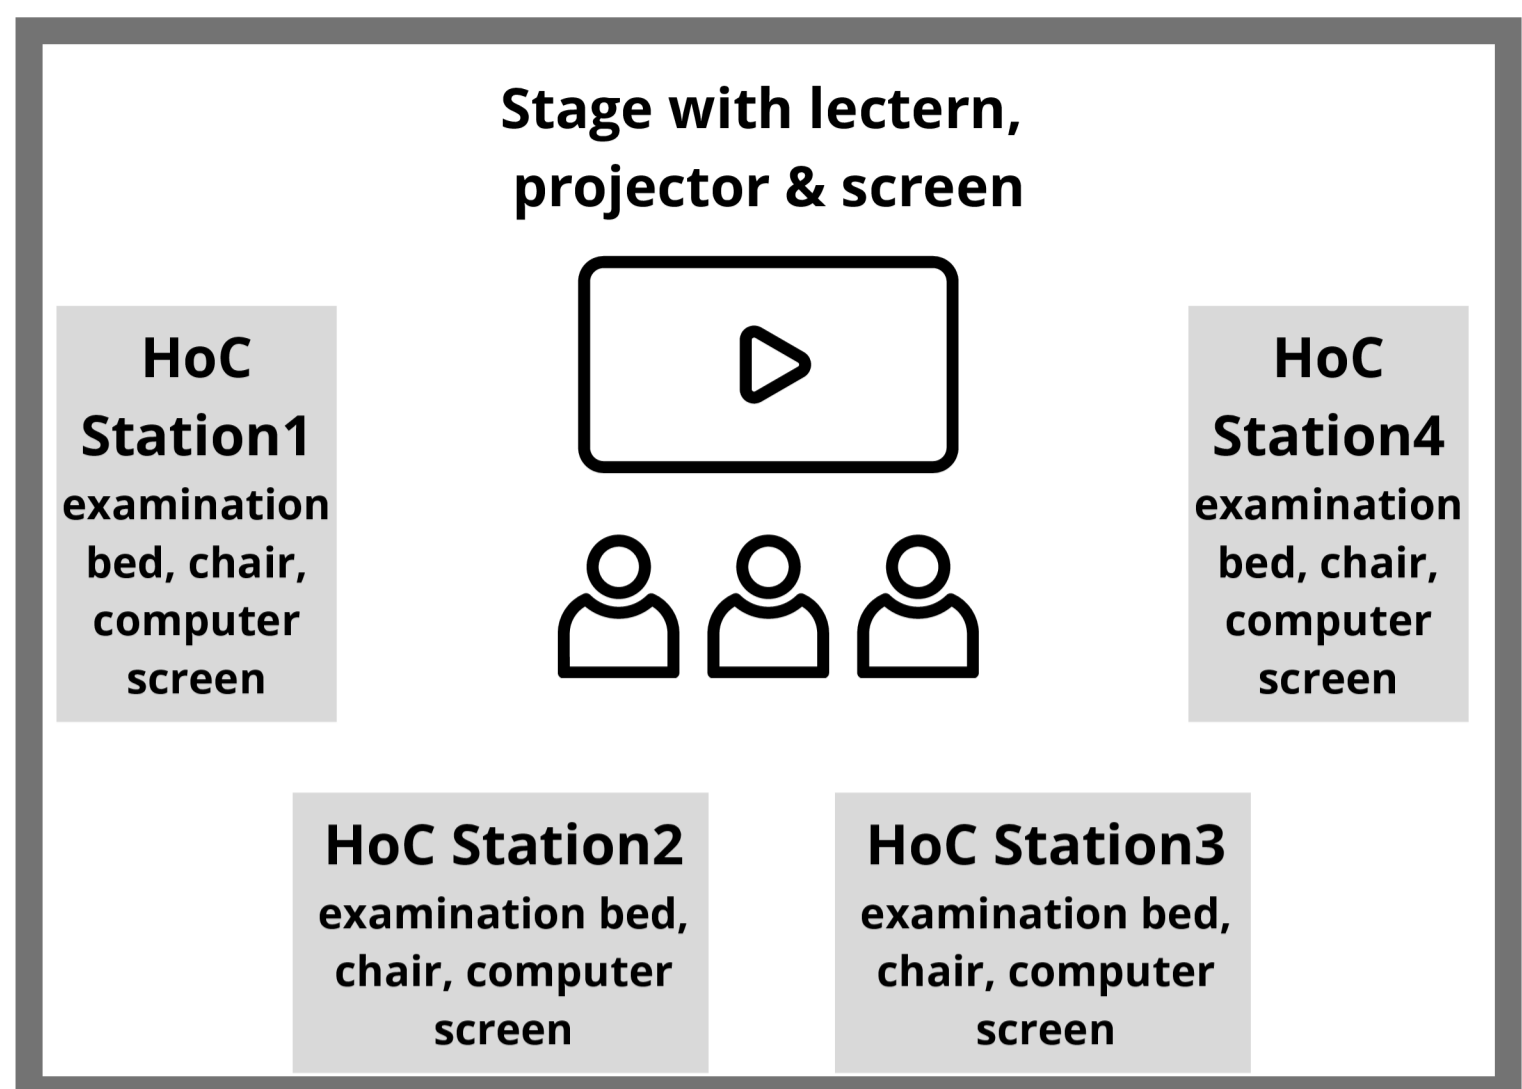 Stage with lectern,
projector & screen
HoC
Station1
examination
bed, chair,
computer
screen
HoC
Station4
examination
bed, chair,
computer
screen
HoC Station2
examination bed,
chair, computer
screen
HoC Station3
examination bed,
chair, computer
screen